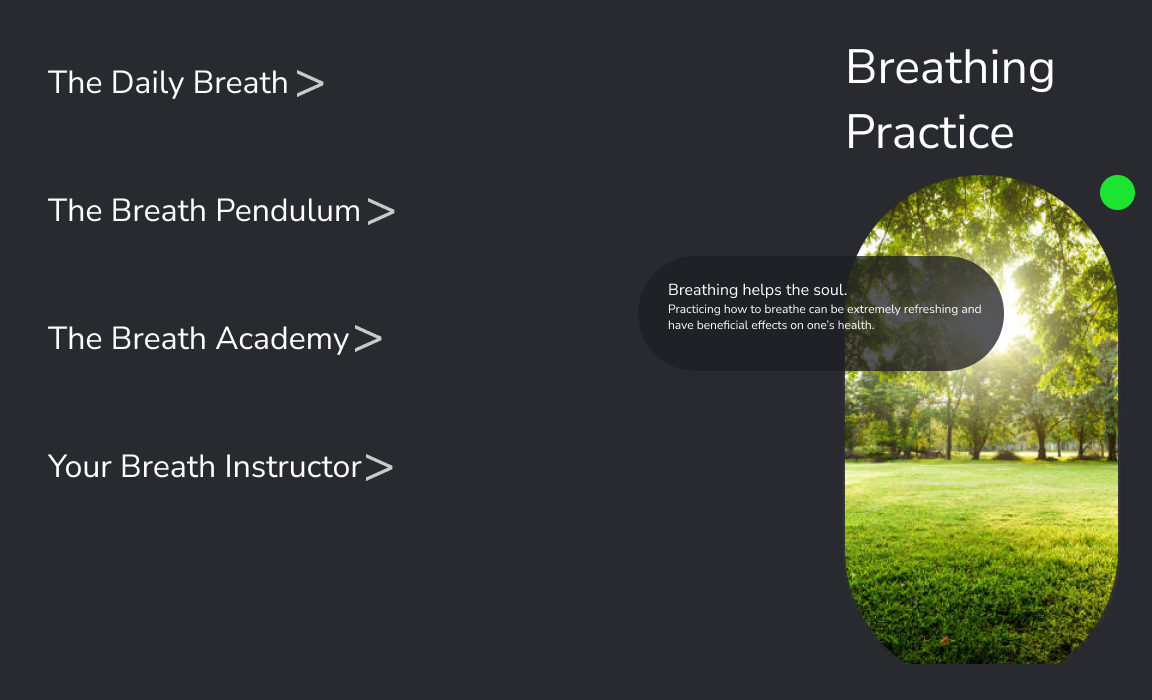 The Daily Breath >
The Breath Pendulum >
The Breath Academy >
Your Breath Instructor >
Breathing
Practice
Breathing helps the soul.
Practicing how to breathe can be extremely refreshing and
have beneficial effects on one's health.